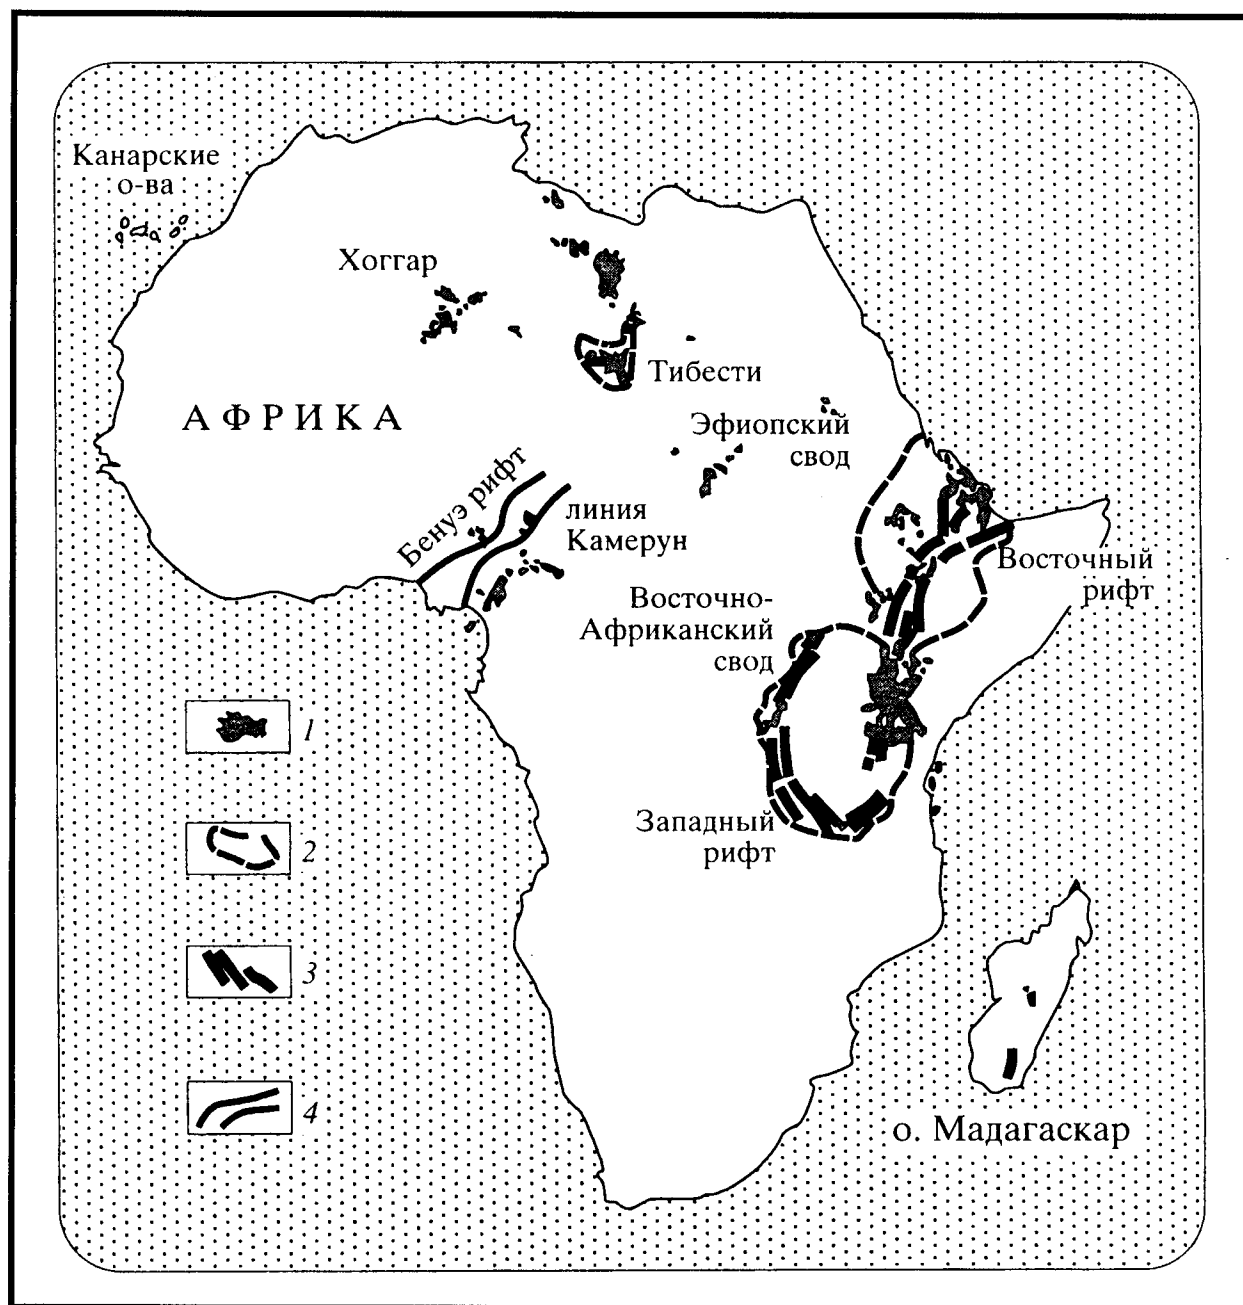 Канарские
о-ва
Хоггар
Тибести
АФРИКА
Эфиопский
свод
Бенуэ рифт
линия
Камерун
Восточный
рифт
Восточно-
Африканский
свод
1
2
Западный
рифт
3
4
о. Мадагаскар